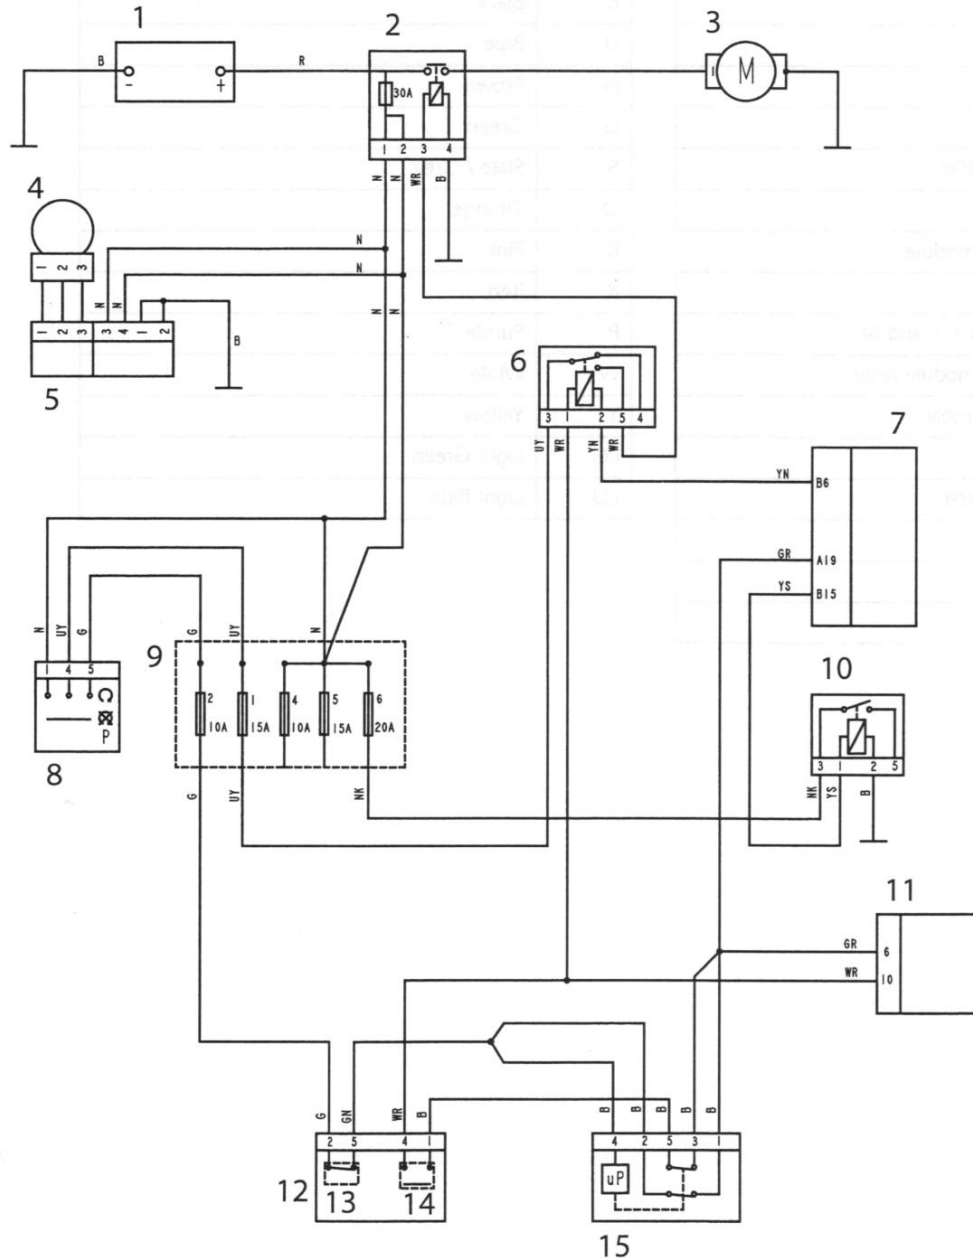 1
2
3
B
-
+
R
30A
M
1
1 2 3 4
N N WR B
4
1 2 3
N
N
N N
1 2 3 3 4 1 2
B
N N
5
6
3 1 2 5 4
UY WR YN WR
7
YN B6
GR A19
YS B15
N UY G
1 4 5
P
8
9
G UY N
2 1 4 5 6
10A 15A 10A 15A 20A
G UY NK
10
3 1 2 5
NK YS B
11
GR 6
WR 10
G GN WR B
2 5 4 1
12
13
14
B B B B B
4 2 5 3 1
uP
15